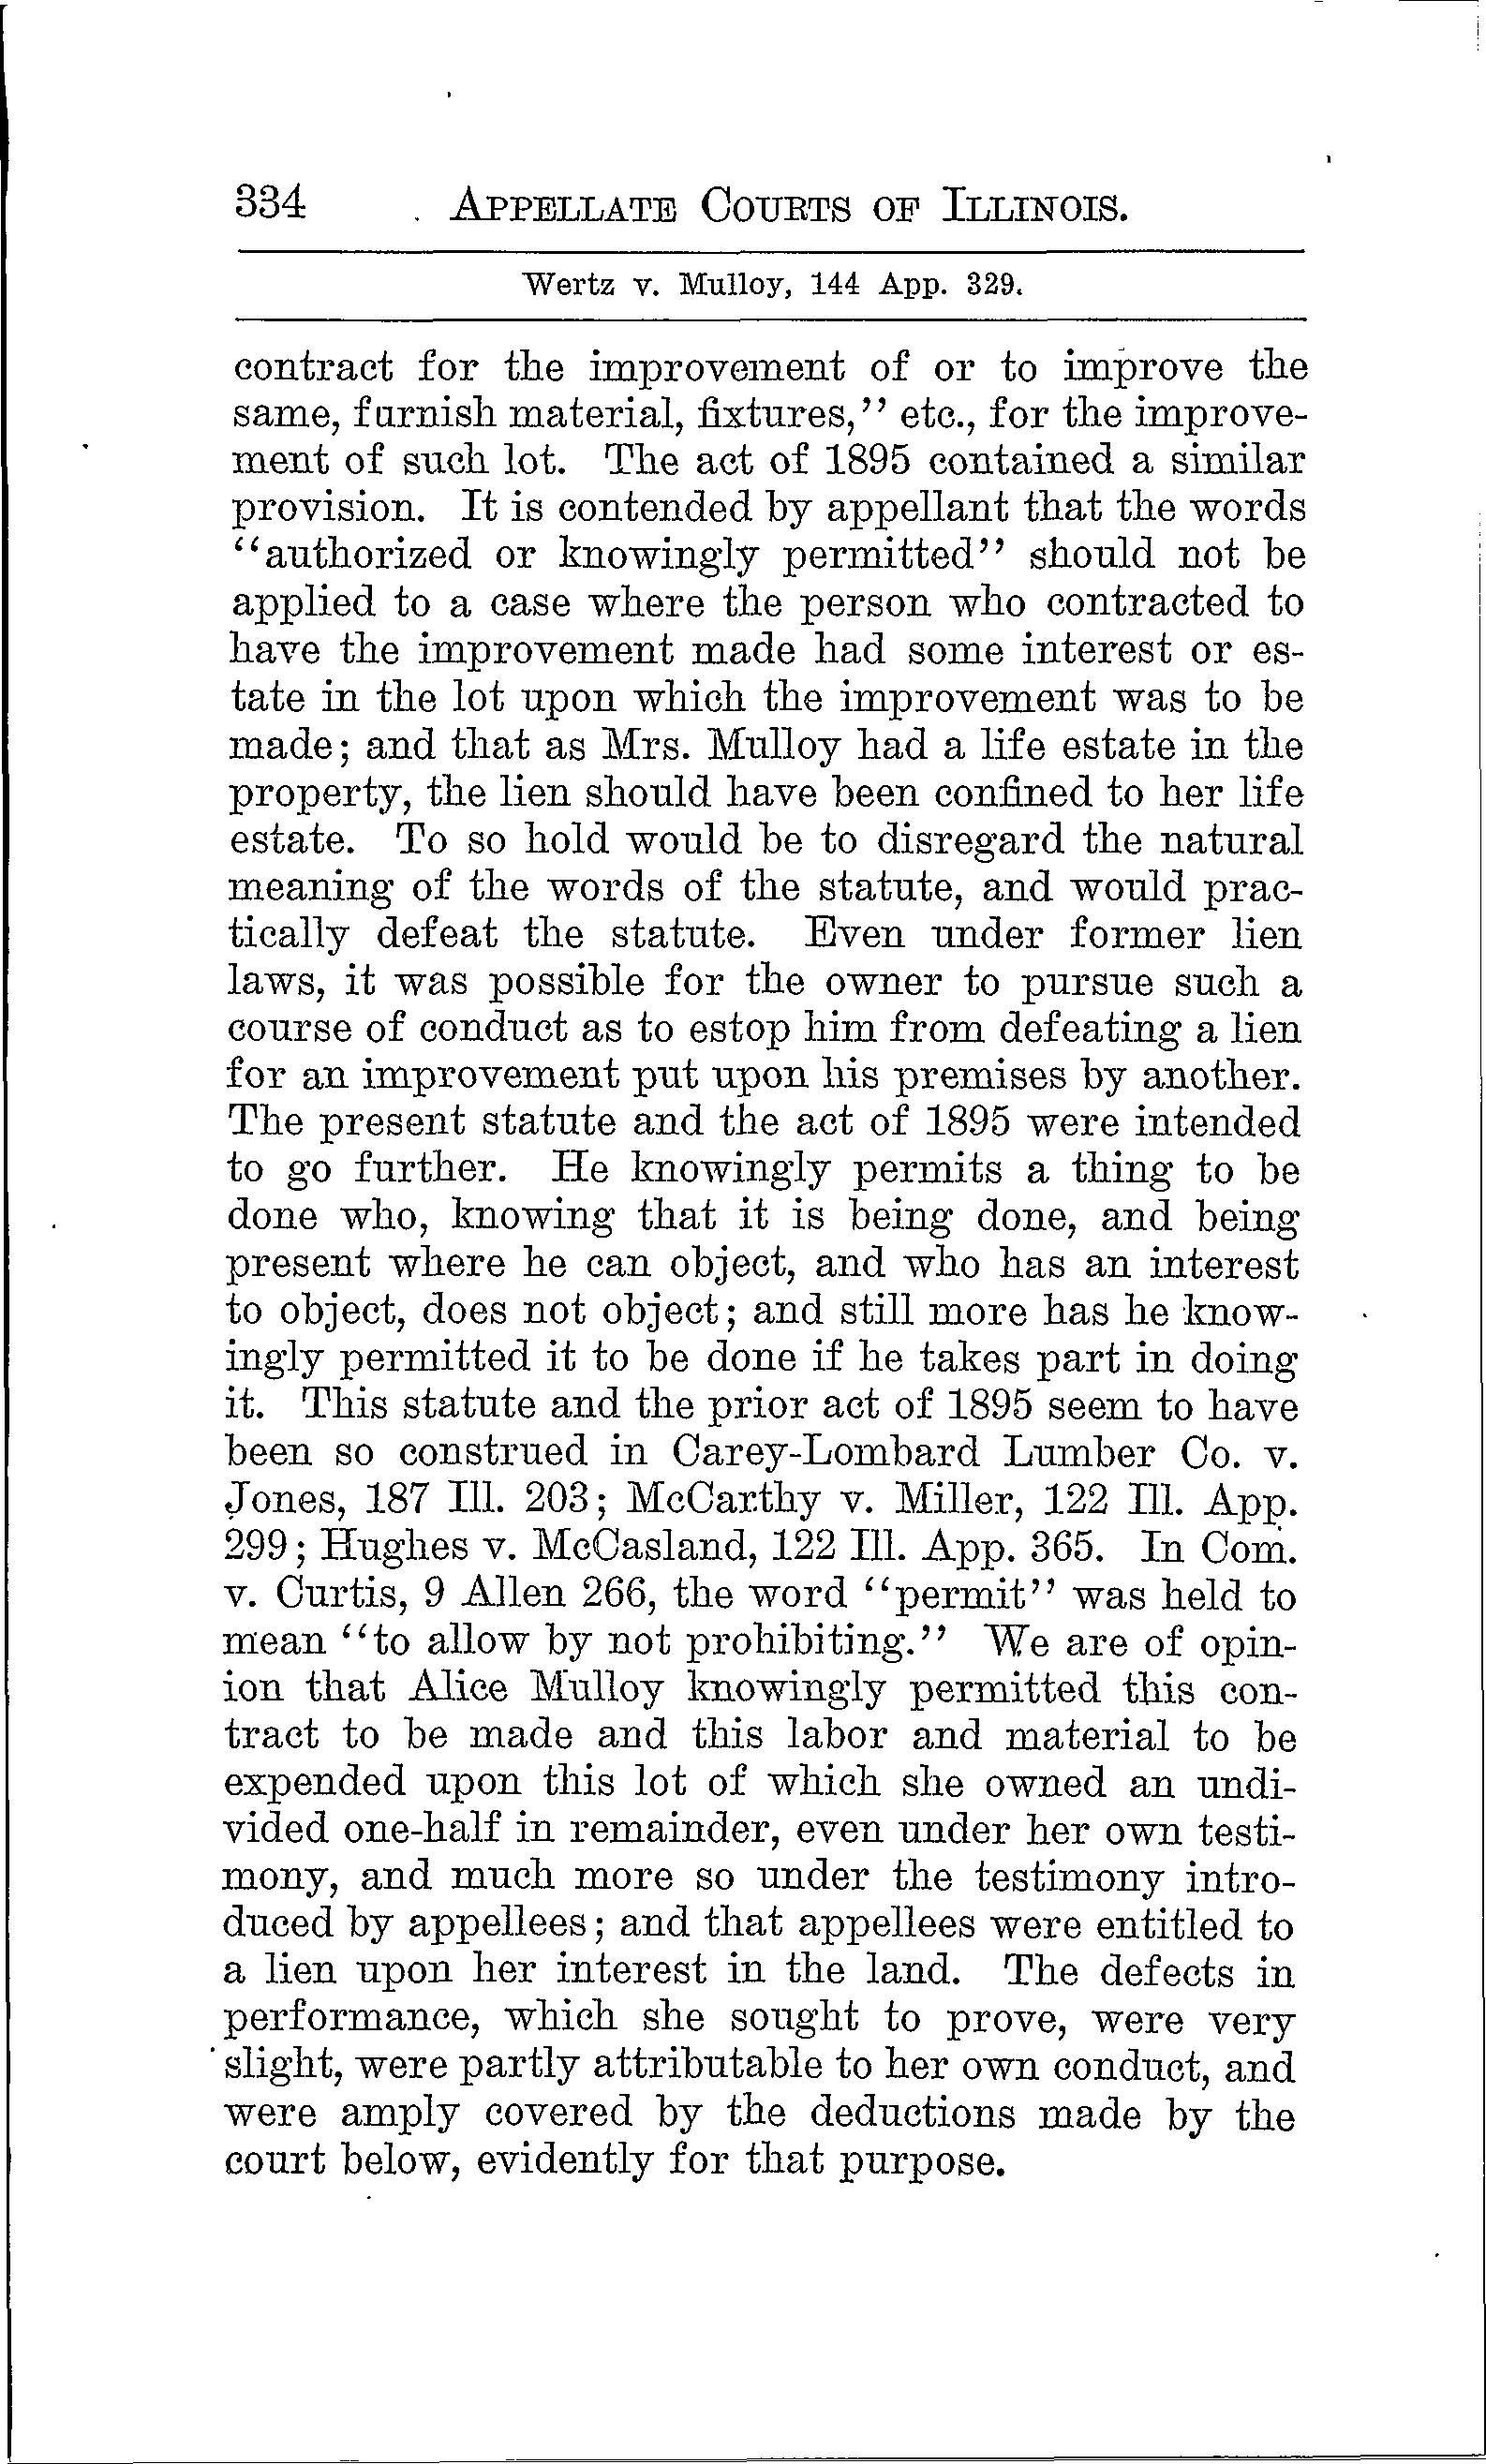 334 APPELLATE COURTS OF ILLINOIS.
Wertz v. Mulloy, 144 App. 329.
contract for the improvement of or to improve the
same, furnish material, fixtures,'' etc., for the improve-
ment of such lot. The act of 1895 contained a similar
provision. It is contended by appellant that the words
''authorized or knowingly permitted'' should not be
applied to a case where the person who contracted to
have the improvement made had some interest or es-
tate in the lot upon which the improvement was to be
made; and that as Mrs. Mulloy had a life estate in the
property, the lien should have been confined to her life
estate. To so hold would be to disregard the natural
meaning of the words of the statute, and would prac-
tically defeat the statute. Even under former lien
laws, it was possible for the owner to pursue such a
course of conduct as to estop him from defeating a lien
for an improvement put upon his premises by another.
The present statute and the act of 1895 were intended
to go further. He knowingly permits a thing to be
done who, knowing that it is being done, and being
present where he can object, and who has an interest
to object, does not object; and still more has he know-
ingly permitted it to be done if he takes part in doing
it. This statute and the prior act of 1895 seem to have
been so construed in Carey-Lombard Lumber Co. v.
Jones, 187 Ill. 203; McCarthy v. Miller, 122 Ill. App.
299; Hughes v. McCasland, 122 Ill. App. 365. In Com.
v. Curtis, 9 Allen 266, the word ''permit'' was held to
mean ''to allow by not prohibiting.'' We are of opin-
ion that Alice Mulloy knowingly permitted this con-
tract to be made and this labor and material to be
expended upon this lot of which she owned an undi-
vided one-half in remainder, even under her own testi-
mony, and much more so under the testimony intro-
duced by appellees; and that appellees were entitled to
a lien upon her interest in the land. The defects in
performance, which she sought to prove, were very
slight, were partly attributable to her own conduct, and
were amply covered by the deductions made by the
court below, evidently for that purpose.